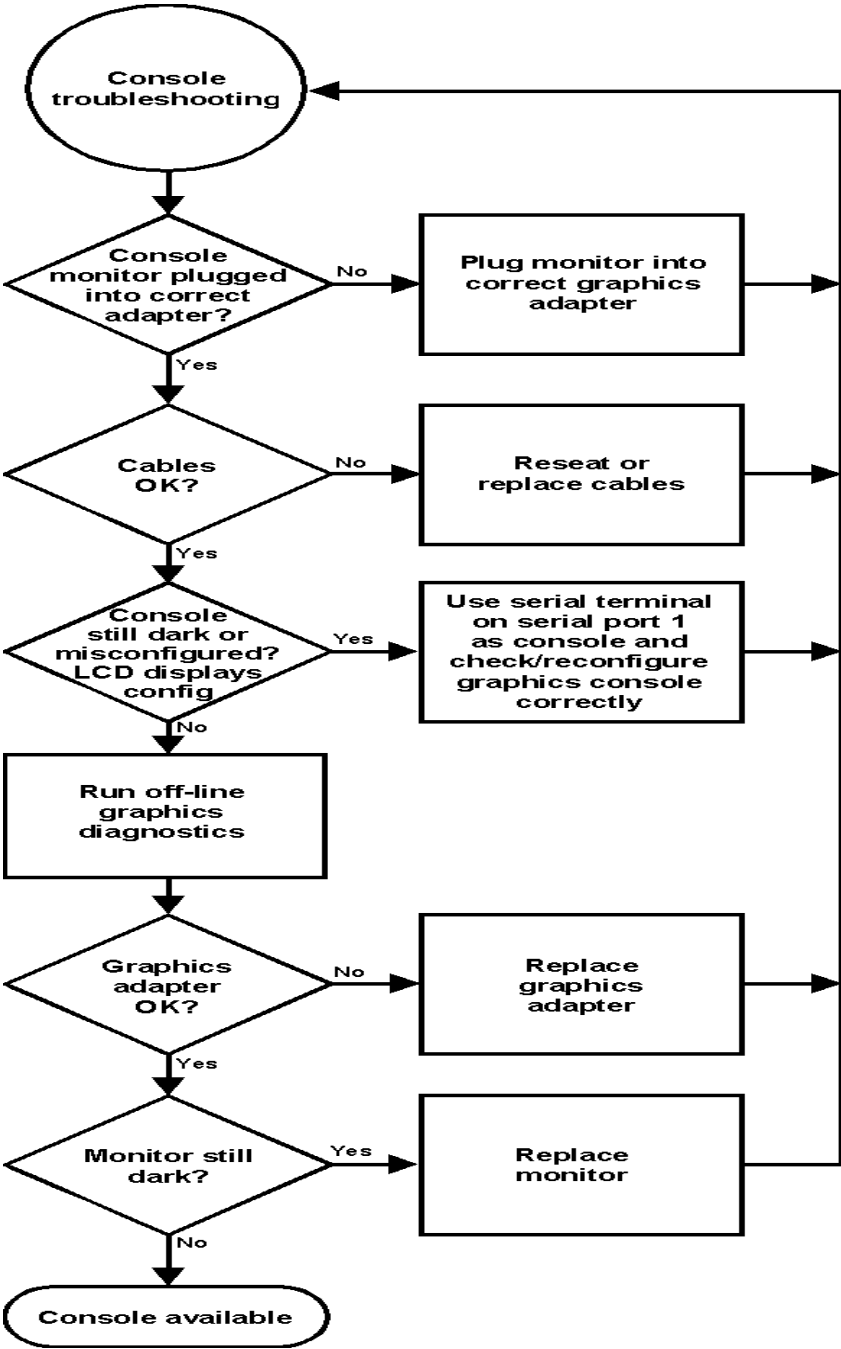 Console
troubleshooting
Console
monitor plugged
into correct
adapter?
No
Plug monitor into
correct graphics
adapter
Yes
Cables
OK?
No
Reseat or
replace cables
Yes
Console
still dark or
misconfigured?
LCD displays
config
Yes
Use serial terminal
on serial port 1
as console and
check/reconfigure
graphics console
correctly
No
Run off-line
graphics
diagnostics
Graphics
adapter
OK?
No
Replace
graphics
adapter
Yes
Monitor still
dark?
Yes
Replace
monitor
No
Console available